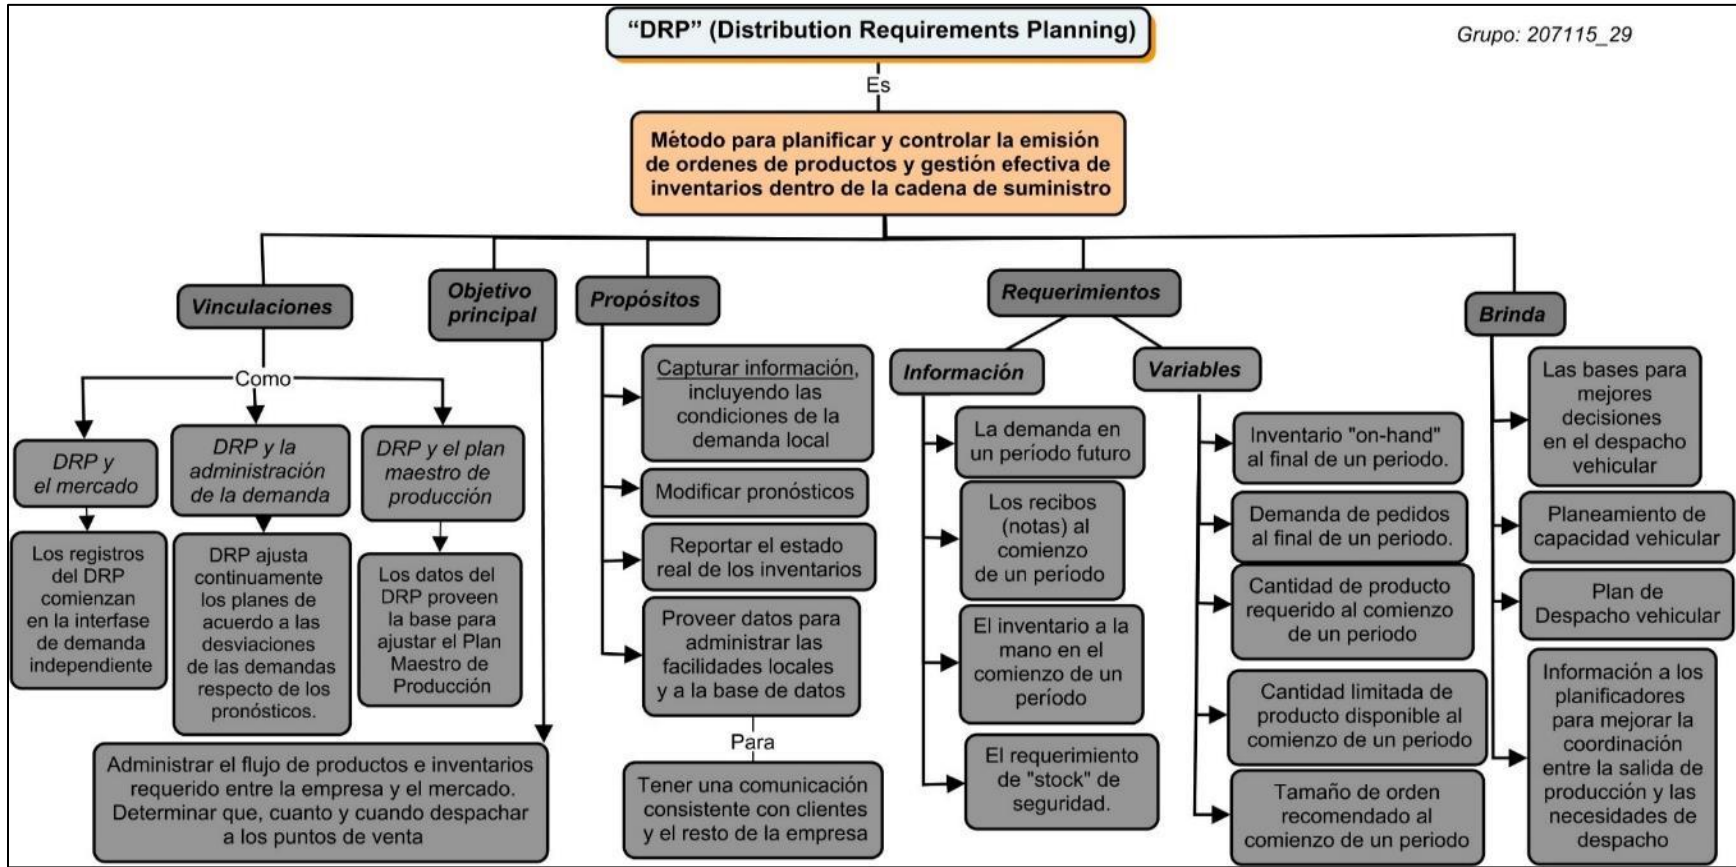 “DRP” (Distribution Requirements Planning)
Grupo: 207115_29
Es
Método para planificar y controlar la emisión
de ordenes de productos y gestión efectiva de
inventarios dentro de la cadena de suministro
Vinculaciones
Como
DRP y
el mercado
Los registros
del DRP
comienzan
en la interfase
de demanda
independiente
DRP y la
administración
de la demanda
DRP ajusta
continuamente
los planes de
acuerdo a las
desviaciones
de las demandas
respecto de los
pronósticos.
DRP y el plan
maestro de
producción
Los datos del
DRP proveen
la base para
ajustar el Plan
Maestro de
Producción
Objetivo
principal
Administrar el flujo de productos e inventarios
requerido entre la empresa y el mercado.
Determinar que, cuanto y cuando despachar
a los puntos de venta
Propósitos
Capturar información,
incluyendo las
condiciones de la
demanda local
Modificar pronósticos
Reportar el estado
real de los inventarios
Proveer datos para
administrar las
facilidades locales
y a la base de datos
Para
Tener una comunicación
consistente con clientes
y el resto de la empresa
Requerimientos
Información
La demanda en
un período futuro
Los recibos
(notas) al
comienzo
de un período
El inventario a la
mano en el
comienzo de un
período
El requerimiento
de "stock" de
seguridad.
Variables
Inventario "on-hand"
al final de un periodo.
Demanda de pedidos
al final de un periodo.
Cantidad de producto
requerido al comienzo
de un periodo
Cantidad limitada de
producto disponible al
comienzo de un periodo
Tamaño de orden
recomendado al
comienzo de un periodo
Brinda
Las bases para
mejores
decisiones
en el despacho
vehicular
Planeamiento de
capacidad vehicular
Plan de
Despacho vehicular
Información a los
planificadores
para mejorar la
coordinación
entre la salida de
producción y las
necesidades de
despacho